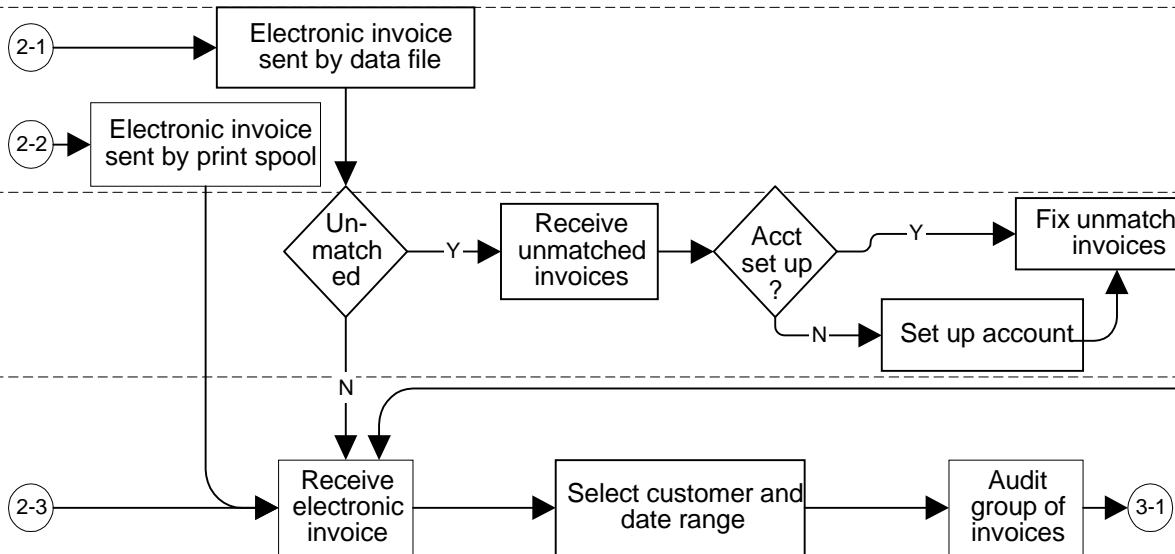 2-1
Electronic invoice
sent by data file
2-2
Electronic invoice
sent by print spool
Un-
match
ed
Y
Receive
unmatched
invoices
Acct
set up
?
Y
Fix unmatch
invoices
N
Set up account
N
2-3
Receive
electronic
invoice
Select customer and
date range
Audit
group of
invoices
3-1